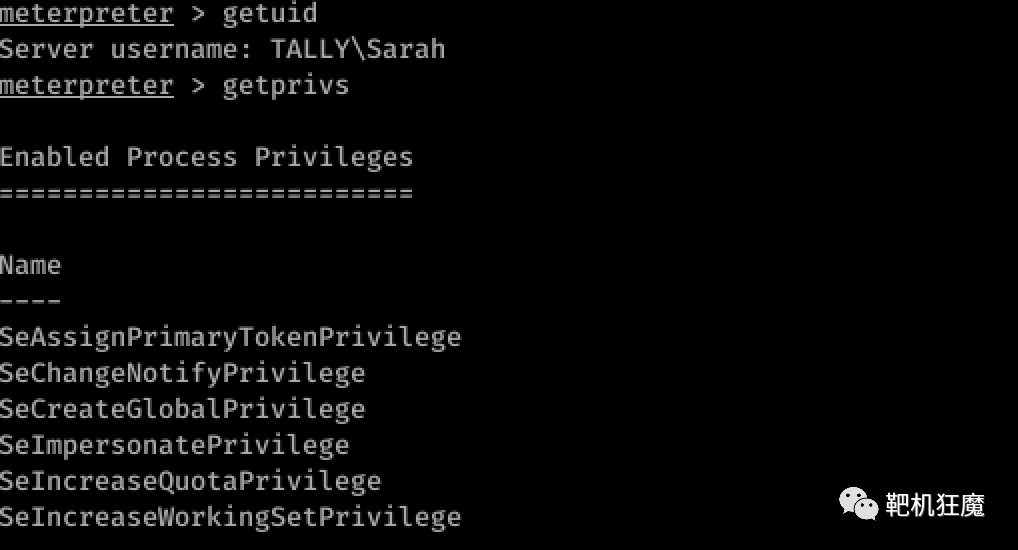 meterpreter > getuid
Server username: TALLY\Sarah
meterpreter > getprivs
Enabled Process Privileges
==========================
Name
----
SeAssignPrimaryTokenPrivilege
SeChangeNotifyPrivilege
SeCreateGlobalPrivilege
SeImpersonatePrivilege
SeIncreaseQuotaPrivilege
SeIncreaseWorkingSetPrivilege
靶机狂魔